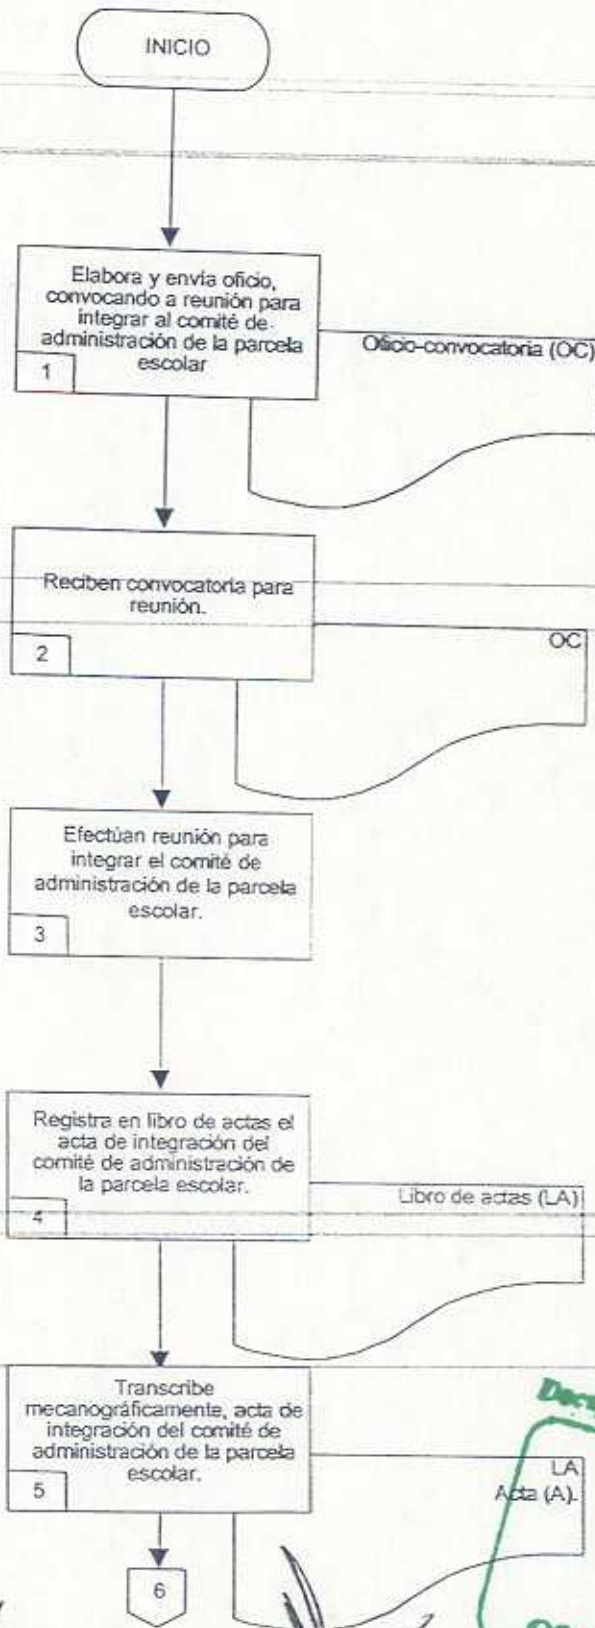 INICIO
Elabora y envía oficio,
convocando a reunión para
integrar al comité de
administración de la parcela
escolar
1
Oficio-convocatoria (OC)
Reciben convocatoria para
reunión.
2
OC
Efectúan reunión para
integrar el comité de
administración de la parcela
escolar.
3
Registra en libro de actas el
acta de integración del
comité de administración de
la parcela escolar.
4
Libro de actas (LA)
Transcribe
mecanográficamente, acta de
integración del comité de
administración de la parcela
escolar.
5
LA
Acta (A).
6